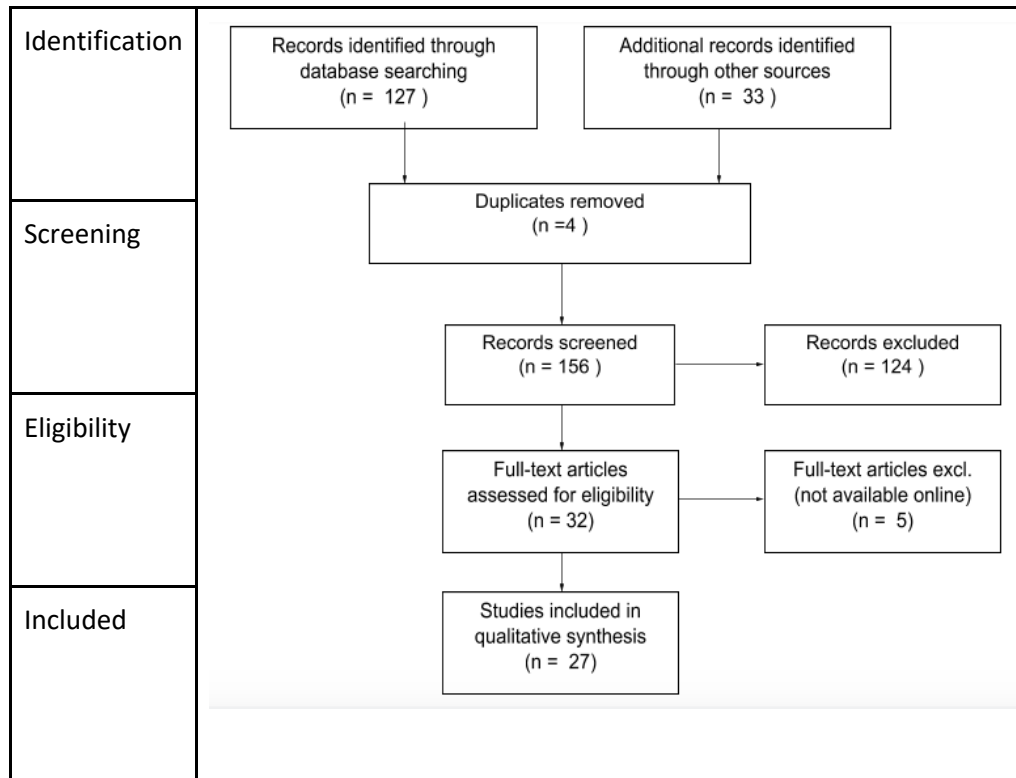 Identification
Records identified through
database searching
(n = 127 )
Additional records identified
through other sources
(n = 33 )
Duplicates removed
(n =4 )
Screening
Records screened
(n = 156 )
Records excluded
(n = 124 )
Eligibility
Full-text articles
assessed for eligibility
(n = 32)
Full-text articles excl.
(not available online)
(n = 5)
Included
Studies included in
qualitative synthesis
(n = 27)